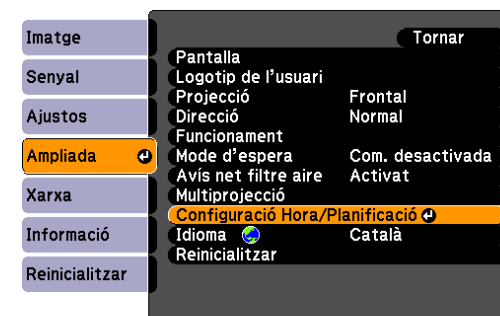 Imatge
Senyal
Ajustos
Ampliada
Xarxa
Informació
Reinicialitzar
Tornar
Pantalla
Logotip de l'usuari
Projecció Frontal
Direcció Normal
Funcionament
Mode d'espera Com. desactivada
Avís net filtre aire Activat
Multiprojecció
Configuració Hora/Planificació
Idioma Català
Reinicialitzar